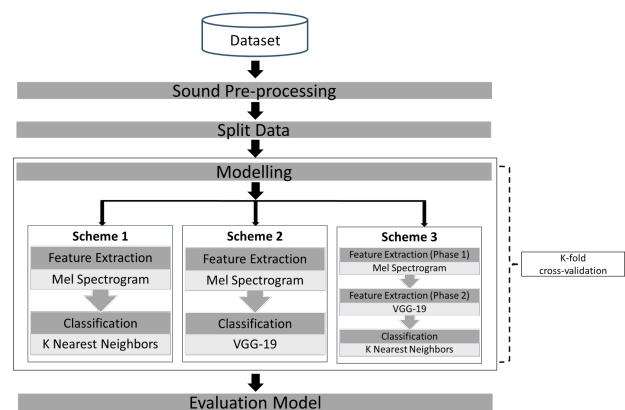 Dataset
Sound Pre-processing
Split Data
Modelling
Scheme 1
Feature Extraction
Mel Spectrogram
Classification
K Nearest Neighbors
Scheme 2
Feature Extraction
Mel Spectrogram
Classification
VGG-19
Scheme 3
Feature Extraction (Phase 1)
Mel Spectrogram
Feature Extraction (Phase 2)
VGG-19
Classification
K Nearest Neighbors
K-fold
cross-validation
Evaluation Model